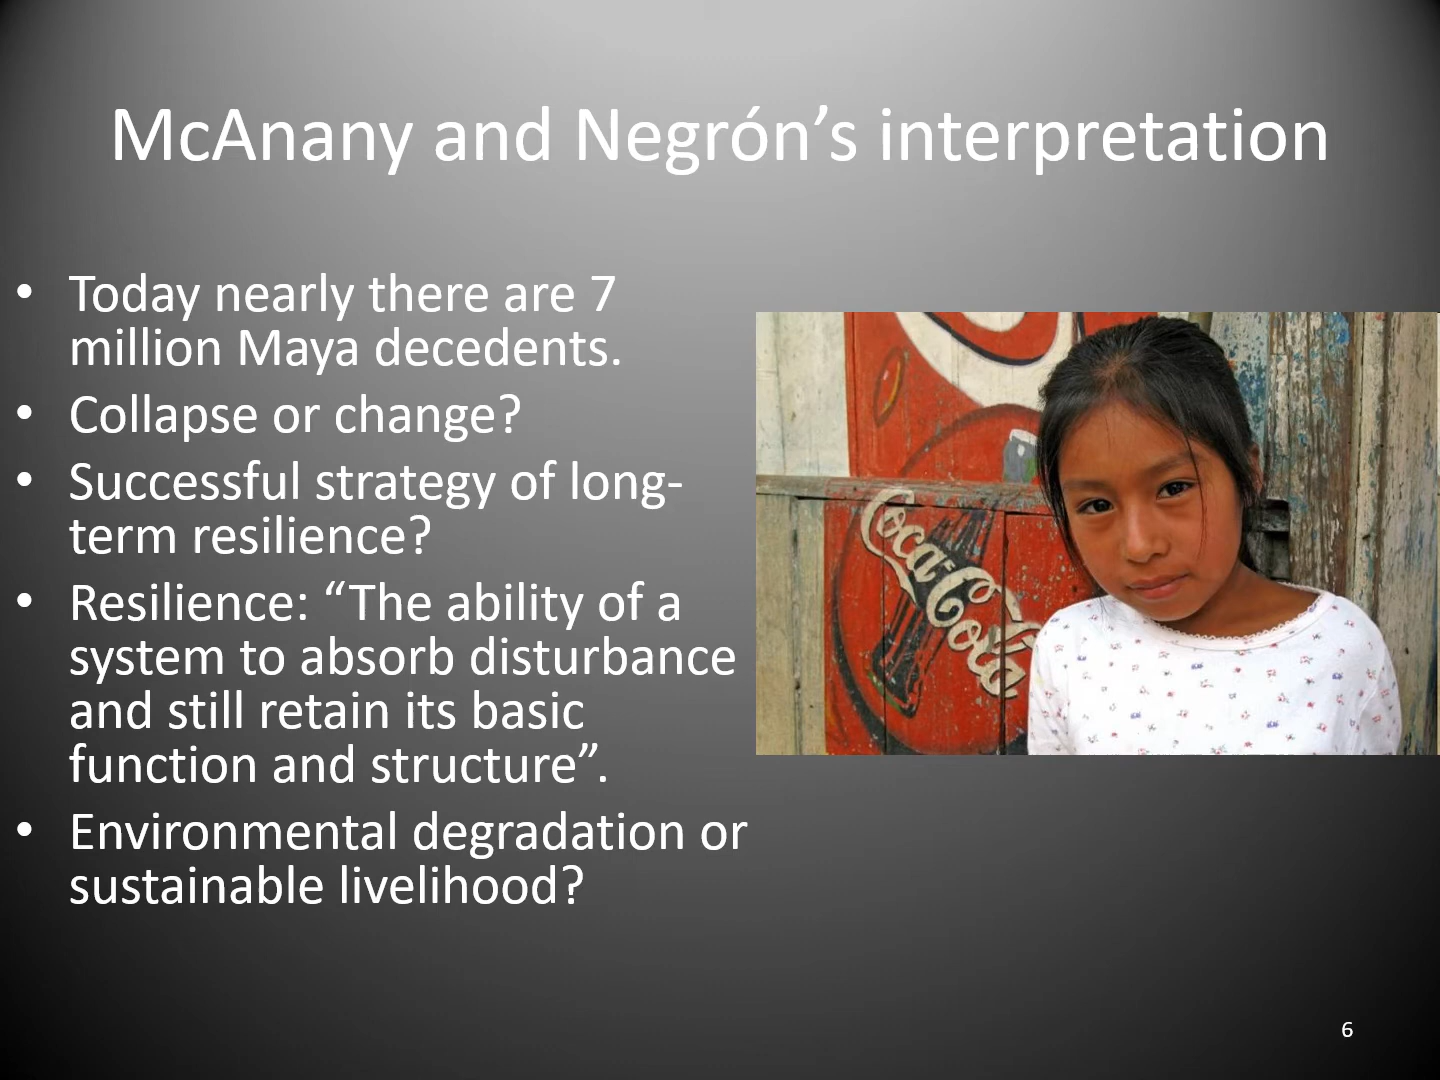 McAnany and Negrón’s interpretation
• Today nearly there are 7
million Maya decedents.
• Collapse or change?
• Successful strategy of long-
term resilience?
• Resilience: “The ability of a
system to absorb disturbance
and still retain its basic
function and structure”.
• Environmental degradation or
sustainable livelihood?
Coca-Cola
6